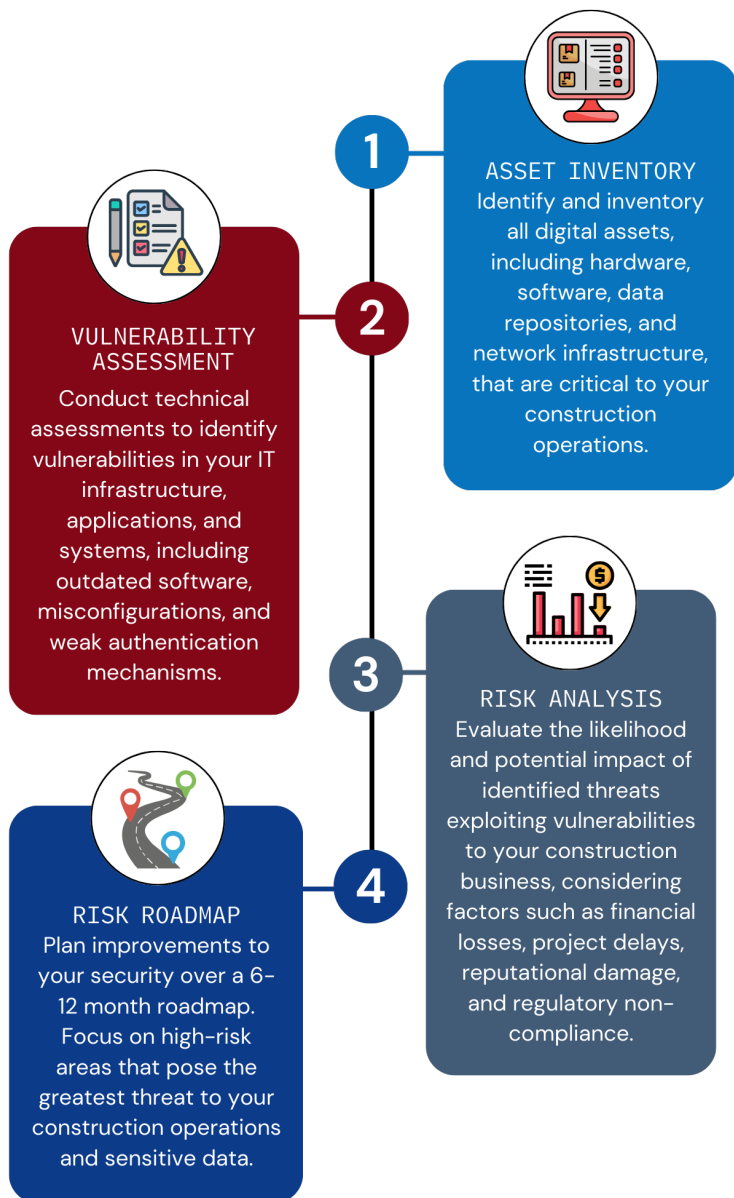 1
ASSET INVENTORY
Identify and inventory
all digital assets,
including hardware,
software, data
repositories, and
network infrastructure,
that are critical to your
construction
operations.
2
VULNERABILITY
ASSESSMENT
Conduct technical
assessments to identify
vulnerabilities in your IT
infrastructure,
applications, and
systems, including
outdated software,
misconfigurations, and
weak authentication
mechanisms.
3
RISK ANALYSIS
Evaluate the likelihood
and potential impact of
identified threats
exploiting vulnerabilities
to your construction
business, considering
factors such as financial
losses, project delays,
reputational damage,
and regulatory non-
compliance.
4
RISK ROADMAP
Plan improvements to
your security over a 6-
12 month roadmap.
Focus on high-risk
areas that pose the
greatest threat to your
construction operations
and sensitive data.